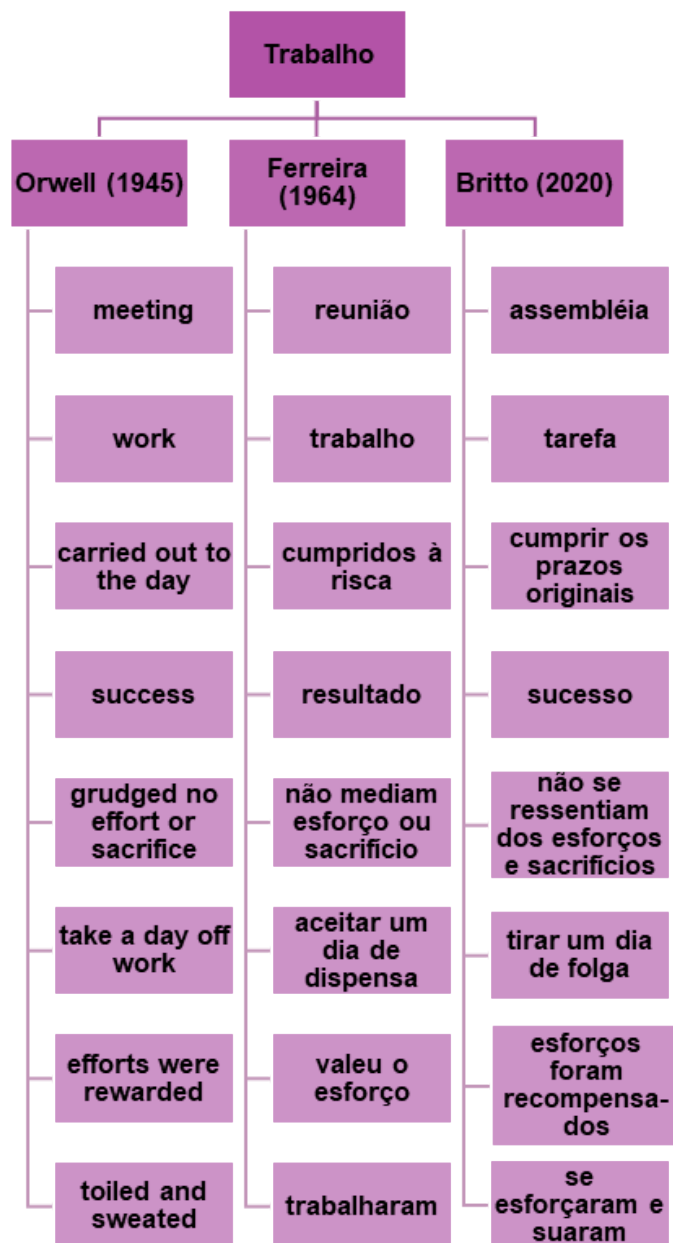 Trabalho
Orwell (1945)
Ferreira
(1964)
Britto (2020)
meeting
reunião
assembléia
work
trabalho
tarefa
carried out to
the day
cumpridos à
risca
cumprir os
prazos
originais
success
resultado
sucesso
grudged no
effort or
sacrifice
não mediam
esforço ou
sacrifício
não se
ressentiam
dos esforços
e sacrifícios
take a day off
work
aceitar um
dia de
dispensa
tirar um dia
de folga
efforts were
rewarded
valeu o
esforço
esforços
foram
recompensa-
dos
toiled and
sweated
trabalharam
se
esforçaram e
suaram